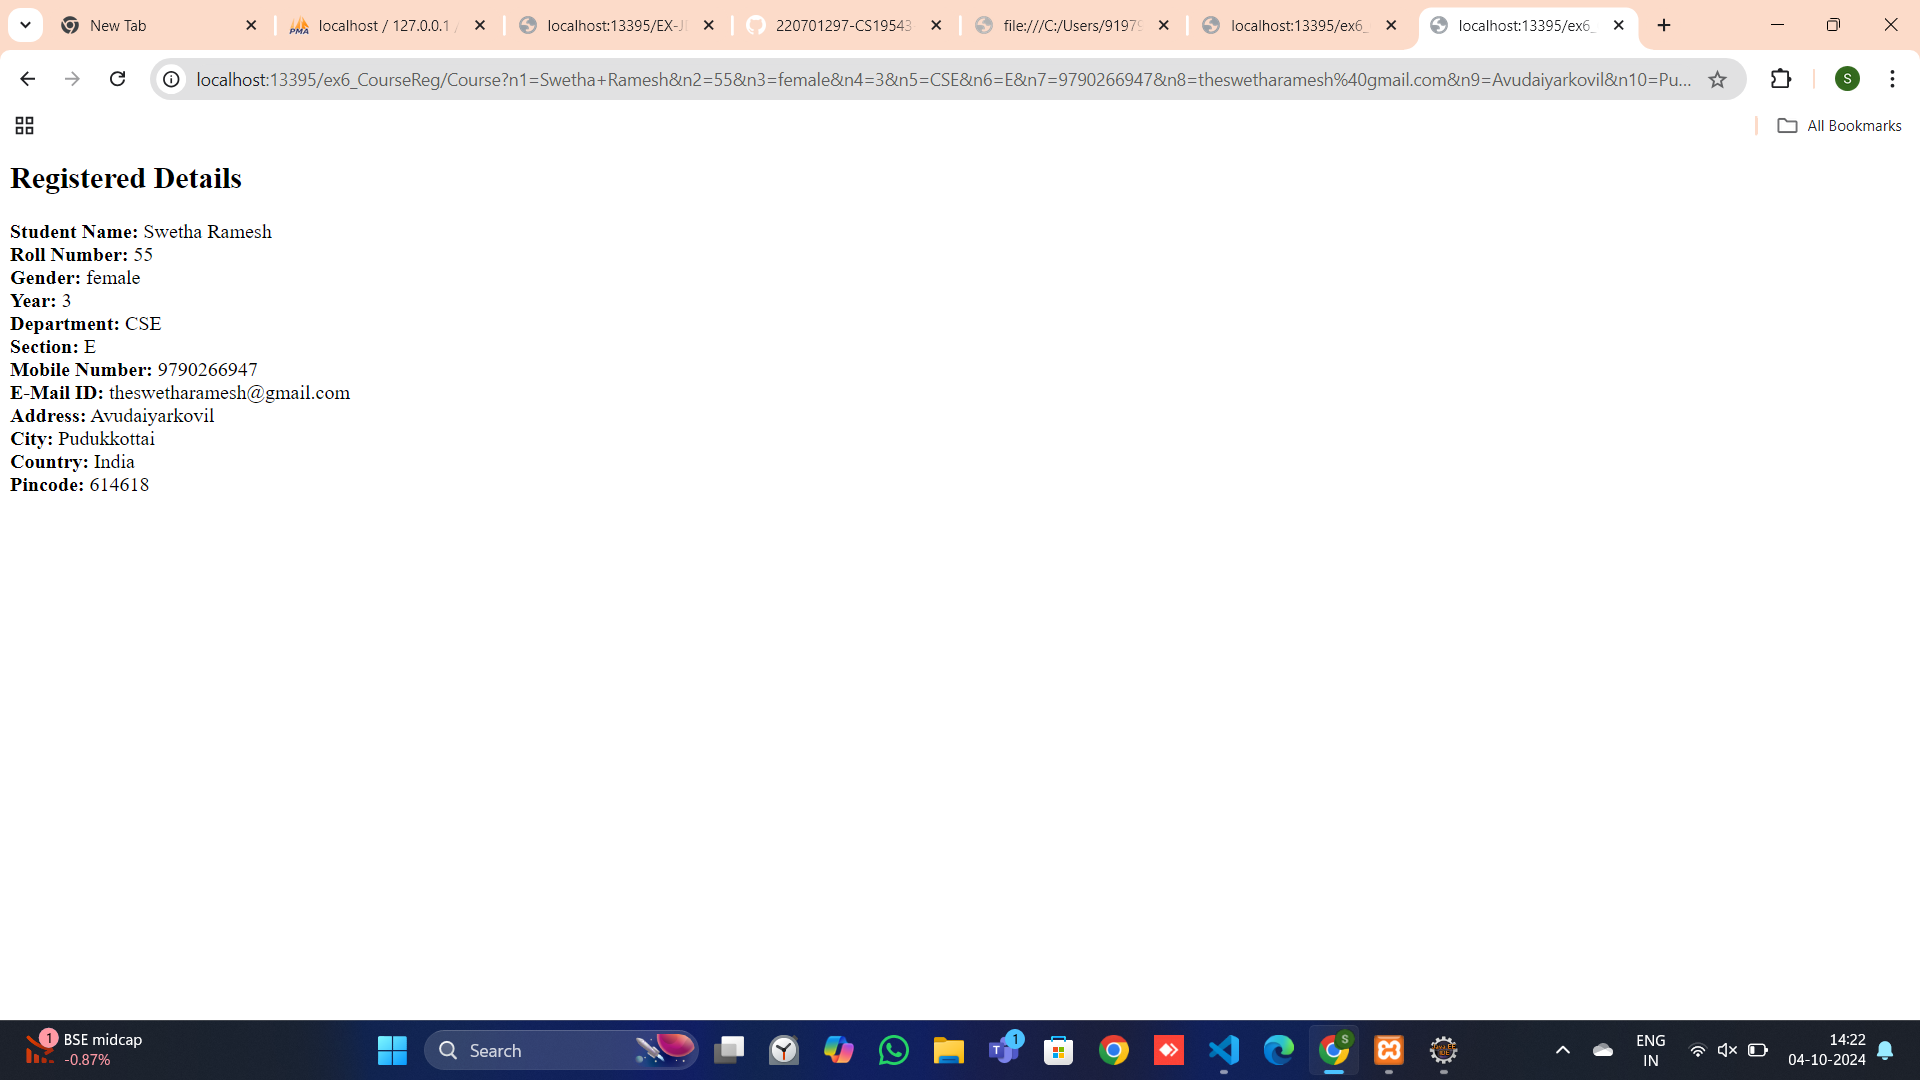 New Tab
localhost / 127.0.0.1 /
localhost:13395/EX-JI
220701297-CS19543
file:///C:/Users/91979
localhost:13395/ex6_
localhost:13395/ex6_
localhost:13395/ex6_CourseReg/Course?n1=Swetha+Ramesh&n2=55&n3=female&n4=3&n5=CSE&n6=E&n7=9790266947&n8=theswetharamesh%40gmail.com&n9=Avudaiyarkovil&n10=Pu...
S
All Bookmarks
Registered Details
Student Name: Swetha Ramesh
Roll Number: 55
Gender: female
Year: 3
Department: CSE
Section: E
Mobile Number: 9790266947
E-Mail ID: theswetharamesh@gmail.com
Address: Avudaiyarkovil
City: Pudukkottai
Country: India
Pincode: 614618
1
BSE midcap
-0.87%
Search
1
S
ENG
IN
14:22
04-10-2024